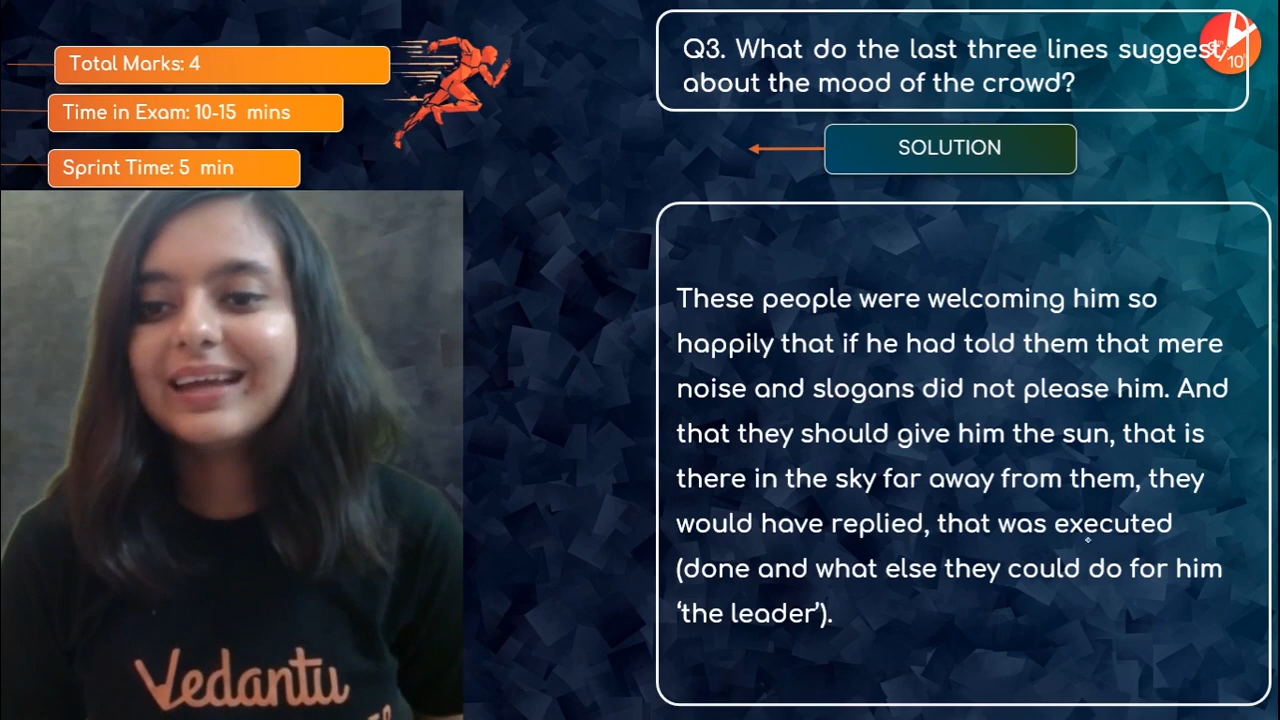 Total Marks: 4
Time in Exam: 10-15 mins
Sprint Time: 5 min
Q3. What do the last three lines suggest
about the mood of the crowd?
SOLUTION
These people were welcoming him so
happily that if he had told them that mere
noise and slogans did not please him. And
that they should give him the sun, that is
there in the sky far away from them, they
would have replied, that was executed
(done and what else they could do for him
‘the leader’).
Vedantu